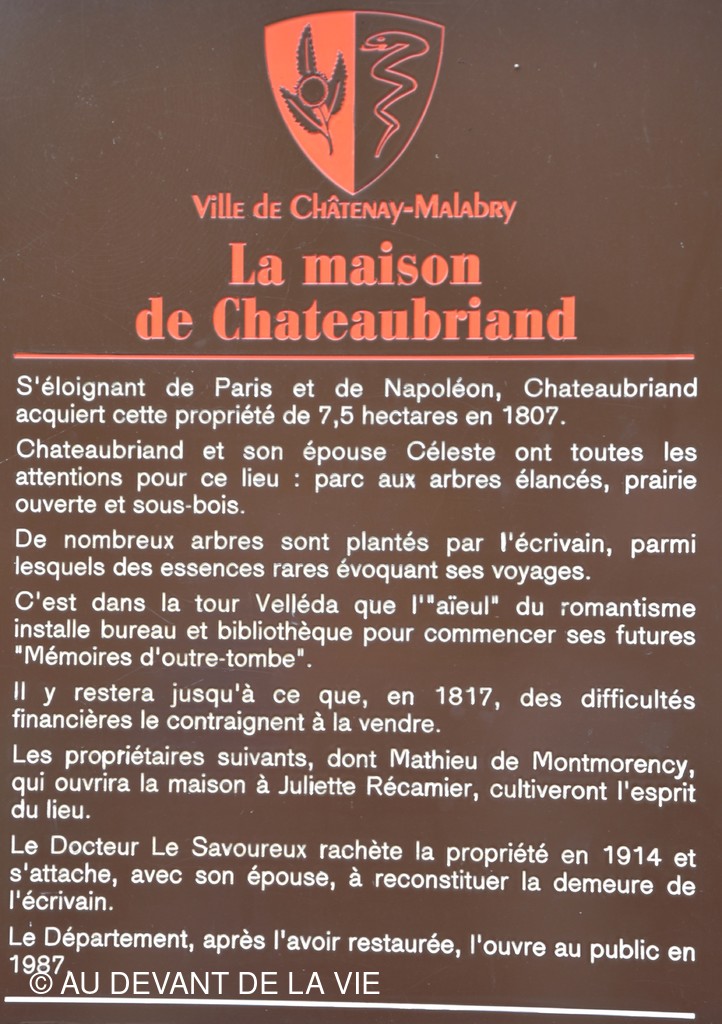 Ville de Châtenay-Malabry
La maison
de Chateaubriand
S'éloignant de Paris et de Napoléon, Chateaubriand
acquiert cette propriété de 7,5 hectares en 1807.
Chateaubriand et son épouse Céleste ont toutes les
attentions pour ce lieu : parc aux arbres élancés, prairie
ouverte et sous-bois.
De nombreux arbres sont plantés par l'écrivain, parmi
lesquels des essences rares évoquant ses voyages.
C'est dans la tour Velléda que l'"aïeul" du romantisme
installe bureau et bibliothèque pour commencer ses futures
"Mémoires d'outre-tombe".
Il y restera jusqu'à ce que, en 1817, des difficultés
financières le contraignent à la vendre.
Les propriétaires suivants, dont Mathieu de Montmorency,
qui ouvrira la maison à Juliette Récamier, cultiveront l'esprit
du lieu.
Le Docteur Le Savoureux rachète la propriété en 1914 et
s'attache, avec son épouse, à reconstituer la demeure de
l'écrivain.
Le Département, après l'avoir restaurée, l'ouvre au public en
1987
© AU DEVANT DE LA VIE